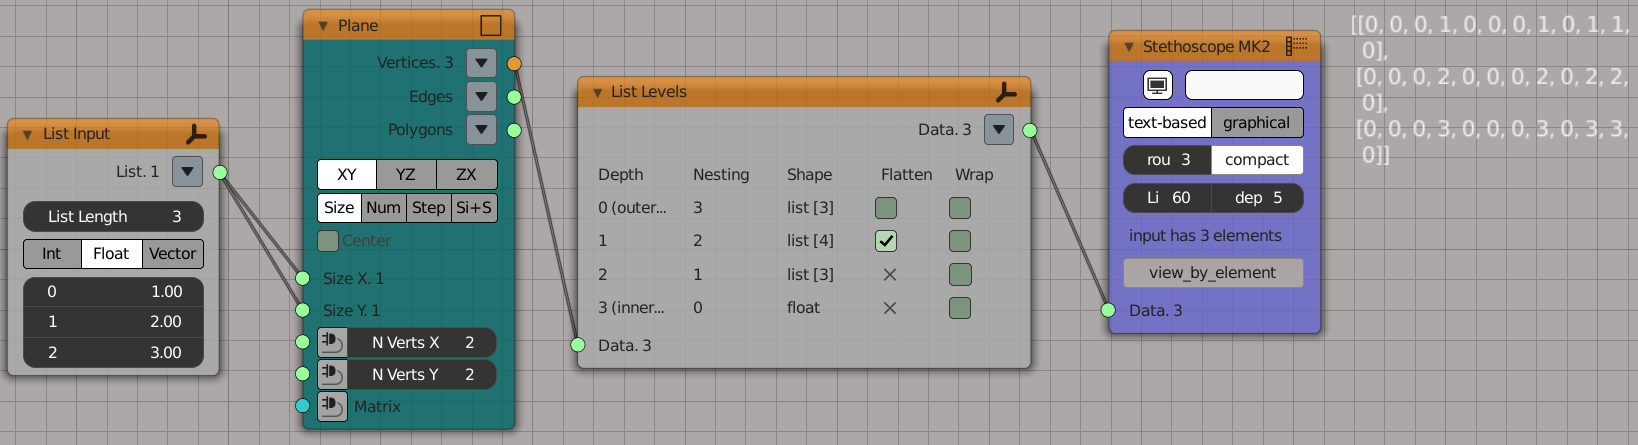 List Input
List. 1
List Length 3
Int Float Vector
0 1.00
1 2.00
2 3.00
Plane
Vertices. 3
Edges
Polygons
XY YZ ZX
Size Num Step Si+S
Center
Size X. 1
Size Y. 1
N Verts X 2
N Verts Y 2
Matrix
List Levels
Data. 3
Depth Nesting Shape Flatten Wrap
0 (outer... 3 list [3]
1 2 list [4]
2 1 list [3]
3 (inner... 0 float
Data. 3
Stethoscope MK2
text-based graphical
rou 3 compact
Li 60 dep 5
input has 3 elements
view_by_element
Data. 3
[[0, 0, 0, 1, 0, 0, 0, 1, 0, 1, 1,
0],
[0, 0, 0, 2, 0, 0, 0, 2, 0, 2, 2,
0],
[0, 0, 0, 3, 0, 0, 0, 3, 0, 3, 3,
0]]